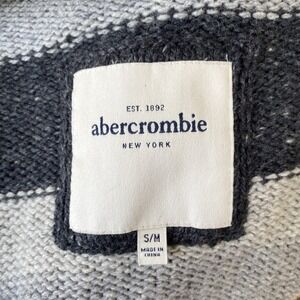 EST. 1892
abercrombie
NEW YORK
S/M
MADE IN
CHINA